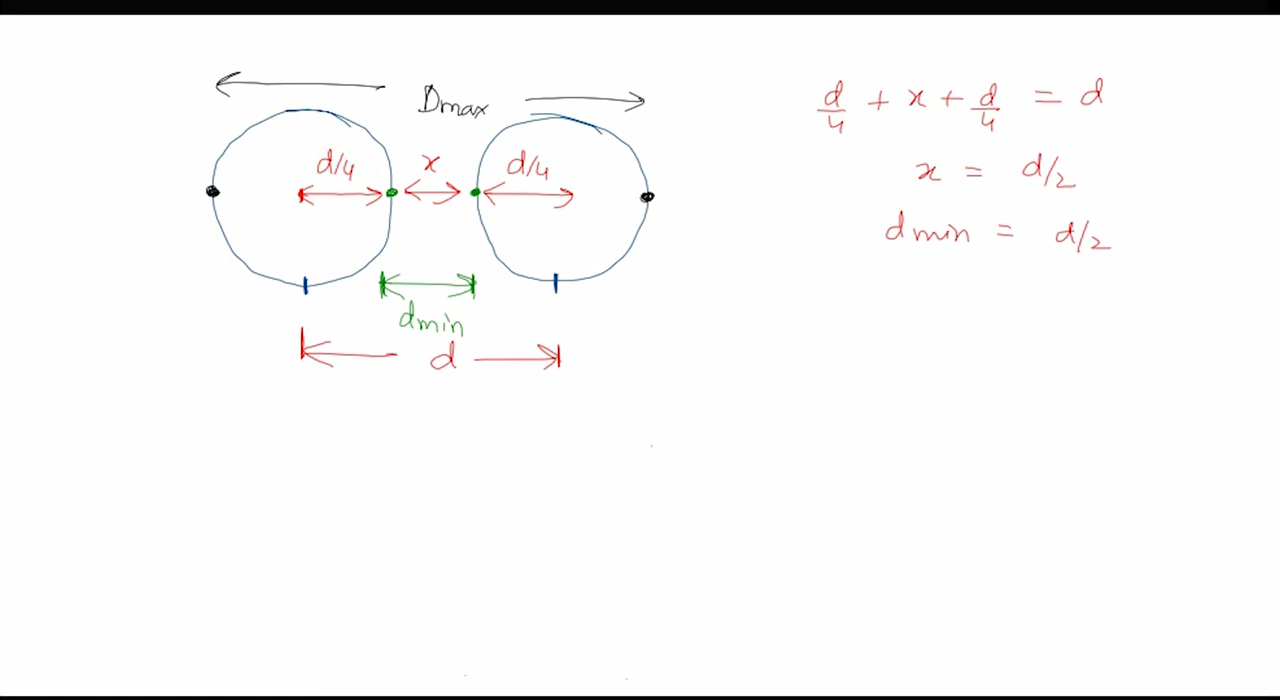 Dmax
d/4 x d/4
dmin
d
d/4 + x + d/4 = d
x = d/2
dmin = d/2